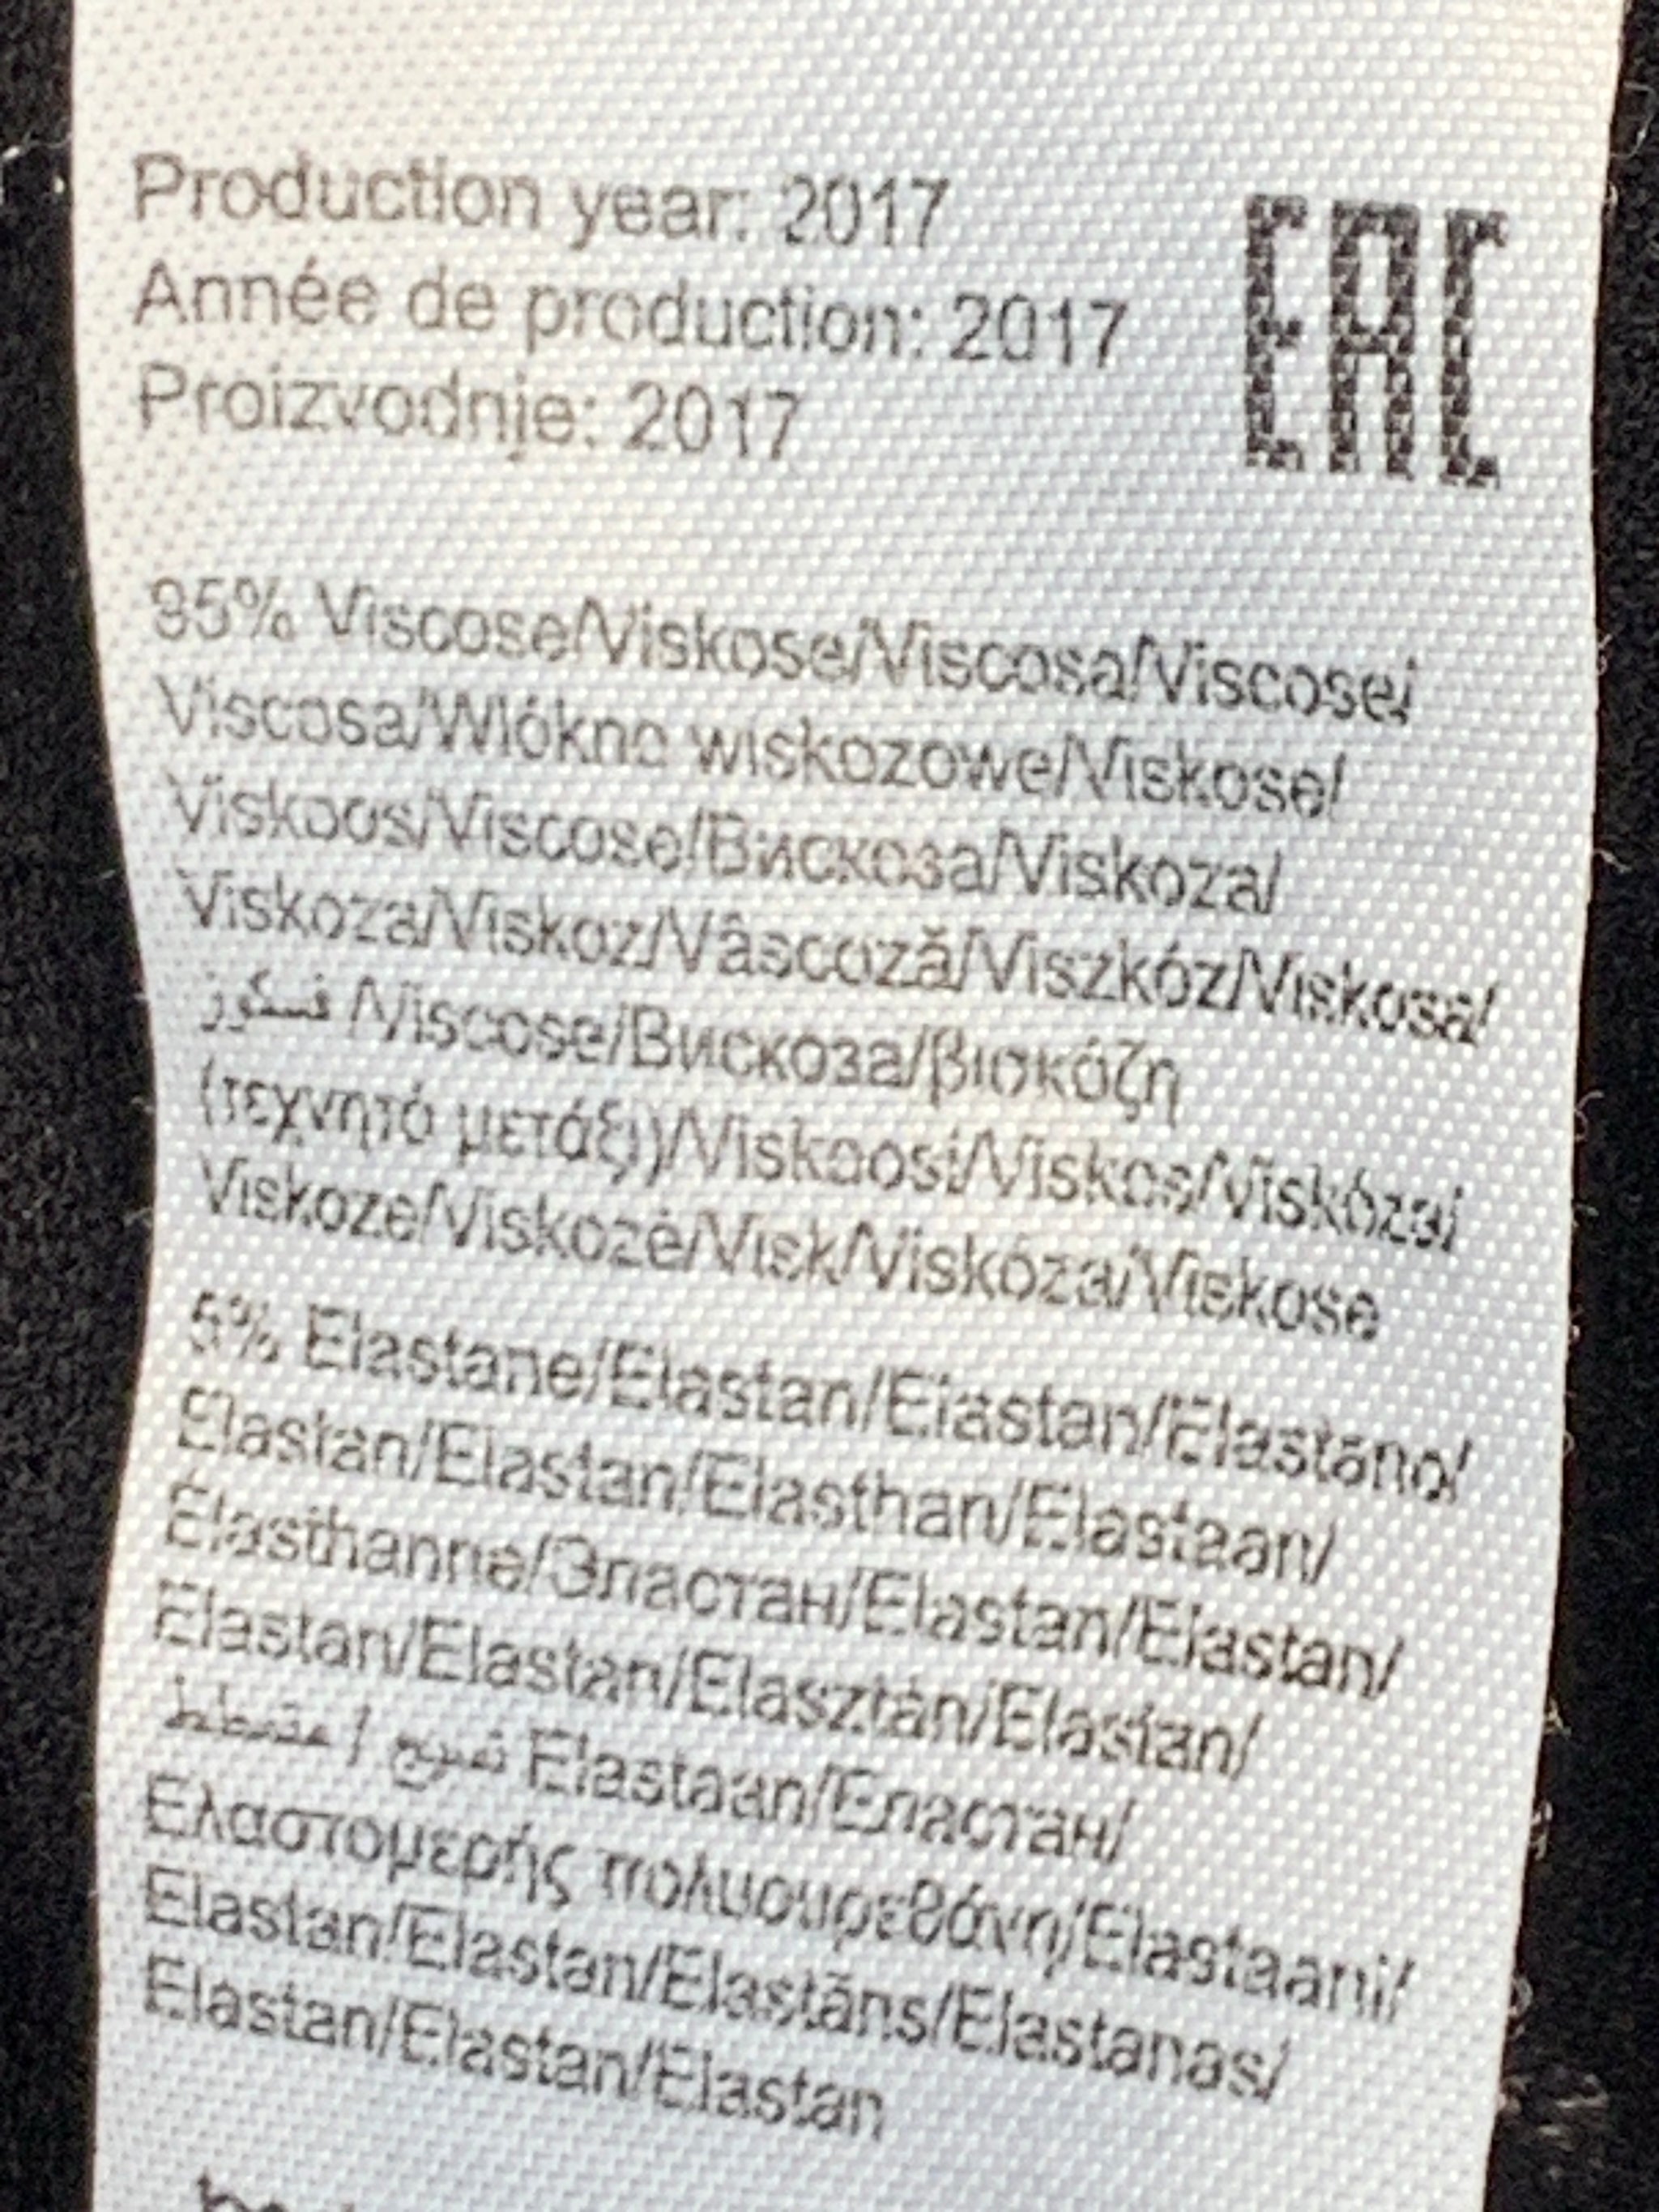 Production year: 2017
Année de production: 2017
Proizvodnje: 2017
EAC
95% Viscose/Viskose/Viscosa/Viscose/
Viscosa/Włókno wiskozowe/Viskose/
Viskoos/Viscose/Вискоза/Viskoza/
Viskoza/Viskoz/Vâscoză/Viszkóz/Viskosa/
فسكوز /Viscose/Вискоза/βισκόζη
(τεχνητό μετάξι)/Viskoosi/Viskos/viskóza/
Viskoze/Viskozė/Visk/Viskóza/Viskose
5% Elastane/Elastan/Elastan/Elastano/
Elastan/Elastan/Elasthan/Elastaan/
Élasthanne/Эластан/Elastan/Elastan/
Elastan/Elastan/Elasztán/Elastan/
Elastaan/Еластан/
Ελαστομερής πολυουρεθάνη/Elastaani/
Elastan/Elastan/Elastāns/Elastanas/
Elastan/Elastan/Elastan